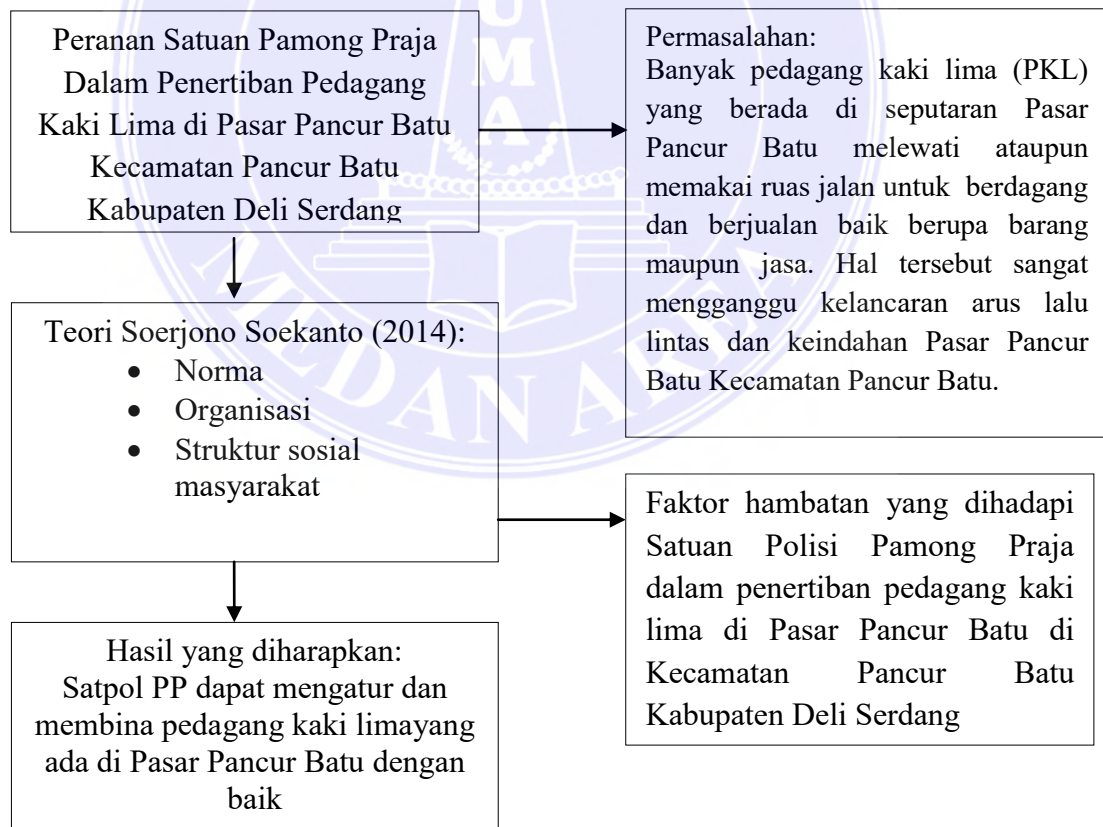 Peranan Satuan Pamong Praja
Dalam Penertiban Pedagang
Kaki Lima di Pasar Pancur Batu
Kecamatan Pancur Batu
Kabupaten Deli Serdang
Permasalahan:
Banyak pedagang kaki lima (PKL)
yang berada di seputaran Pasar
Pancur Batu melewati ataupun
memakai ruas jalan untuk berdagang
dan berjualan baik berupa barang
maupun jasa. Hal tersebut sangat
mengganggu kelancaran arus lalu
lintas dan keindahan Pasar Pancur
Batu Kecamatan Pancur Batu.
Teori Soerjono Soekanto (2014):
• Norma
• Organisasi
• Struktur sosial
masyarakat
Faktor hambatan yang dihadapi
Satuan Polisi Pamong Praja
dalam penertiban pedagang kaki
lima di Pasar Pancur Batu di
Kecamatan Pancur Batu
Kabupaten Deli Serdang
Hasil yang diharapkan:
Satpol PP dapat mengatur dan
membina pedagang kaki limayang
ada di Pasar Pancur Batu dengan
baik
UMA
MEDAN AREA